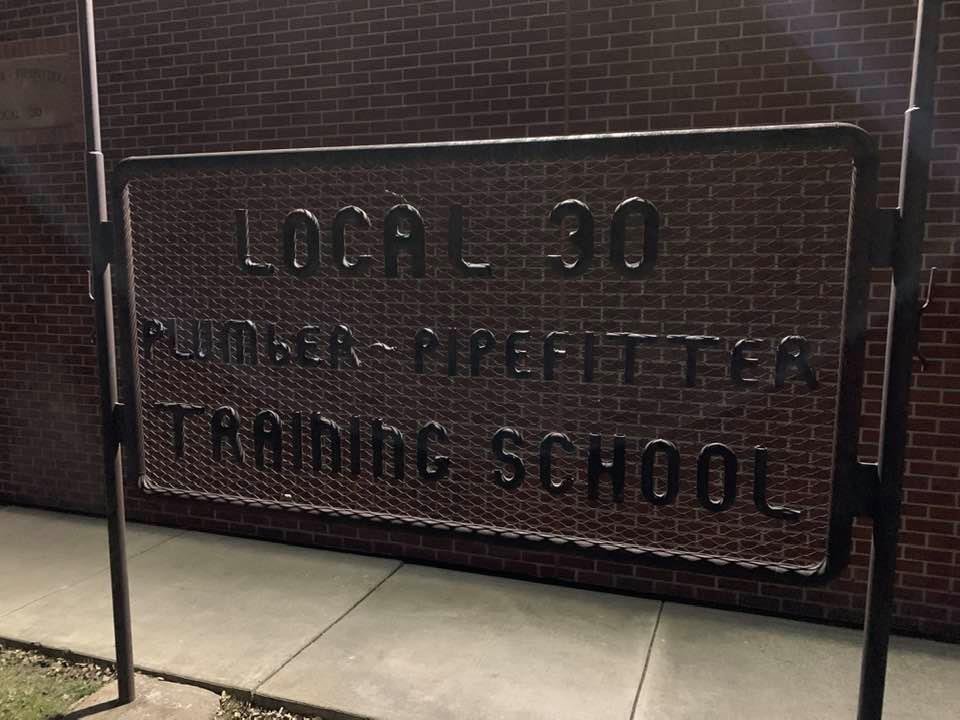 LOCAL 30
PLUMBER ~ PIPEFITTER
TRAINING SCHOOL